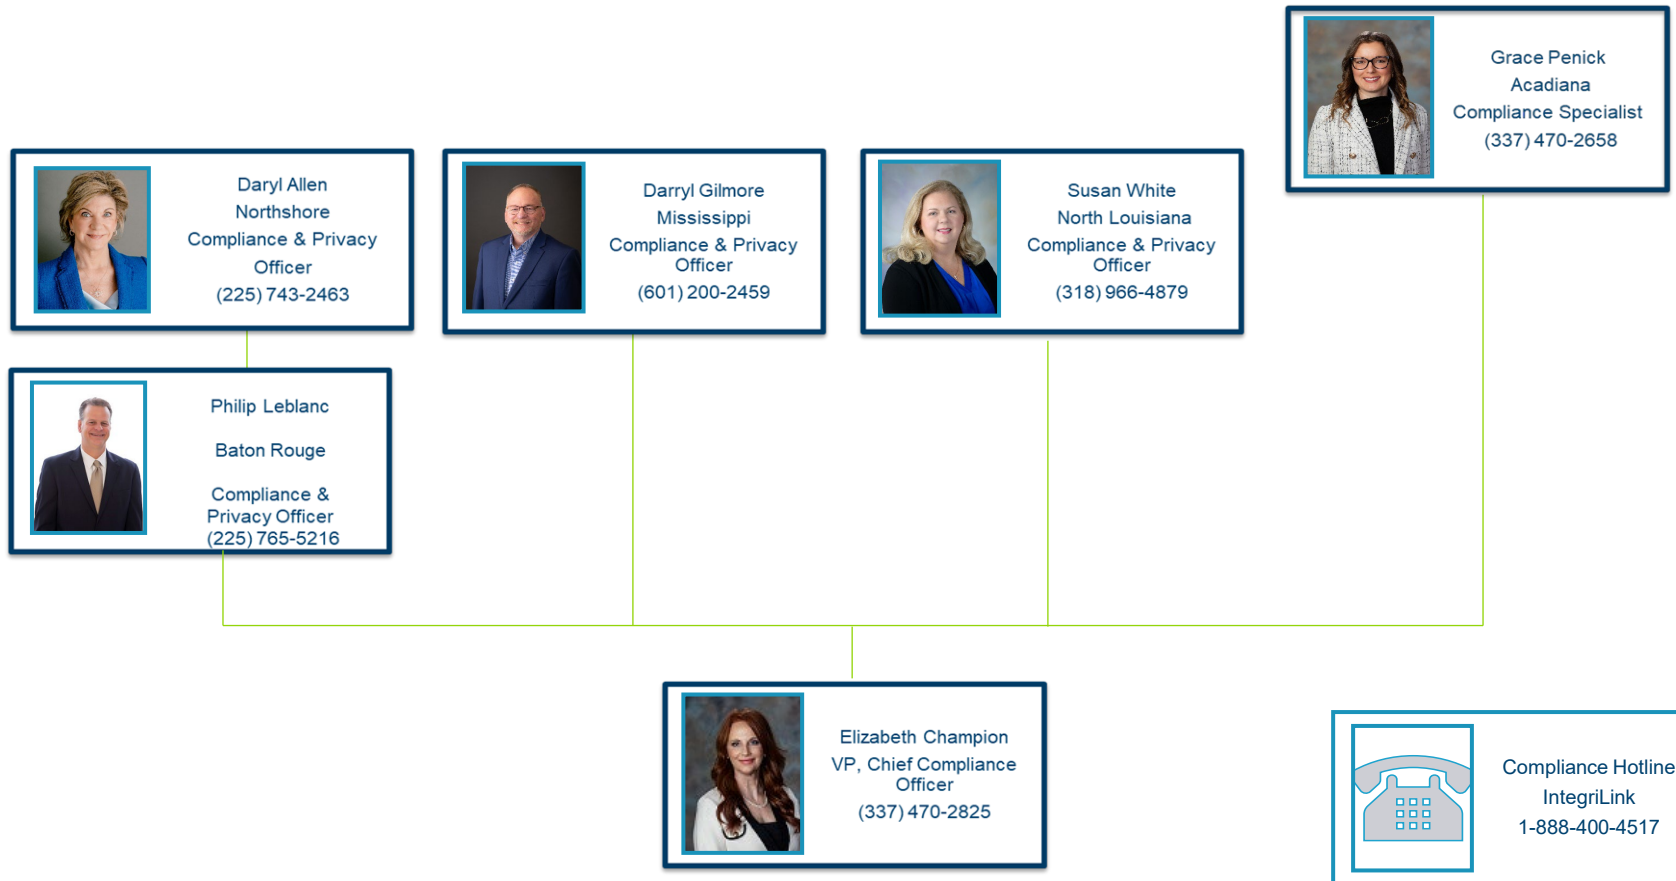 Grace Penick
Acadiana
Compliance Specialist
(337) 470-2658
Daryl Allen
Northshore
Compliance & Privacy
Officer
(225) 743-2463
Darryl Gilmore
Mississippi
Compliance & Privacy
Officer
(601) 200-2459
Susan White
North Louisiana
Compliance & Privacy
Officer
(318) 966-4879
Philip Leblanc
Baton Rouge
Compliance &
Privacy Officer
(225) 765-5216
Elizabeth Champion
VP, Chief Compliance
Officer
(337) 470-2825
Compliance Hotline
IntegriLink
1-888-400-4517